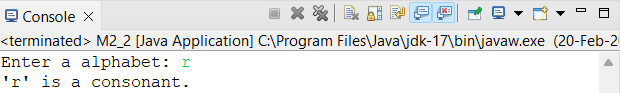 Console
<terminated> M2_2 [Java Application] C:\Program Files\Java\jdk-17\bin\javaw.exe (20-Feb-20
Enter a alphabet: r
'r' is a consonant.